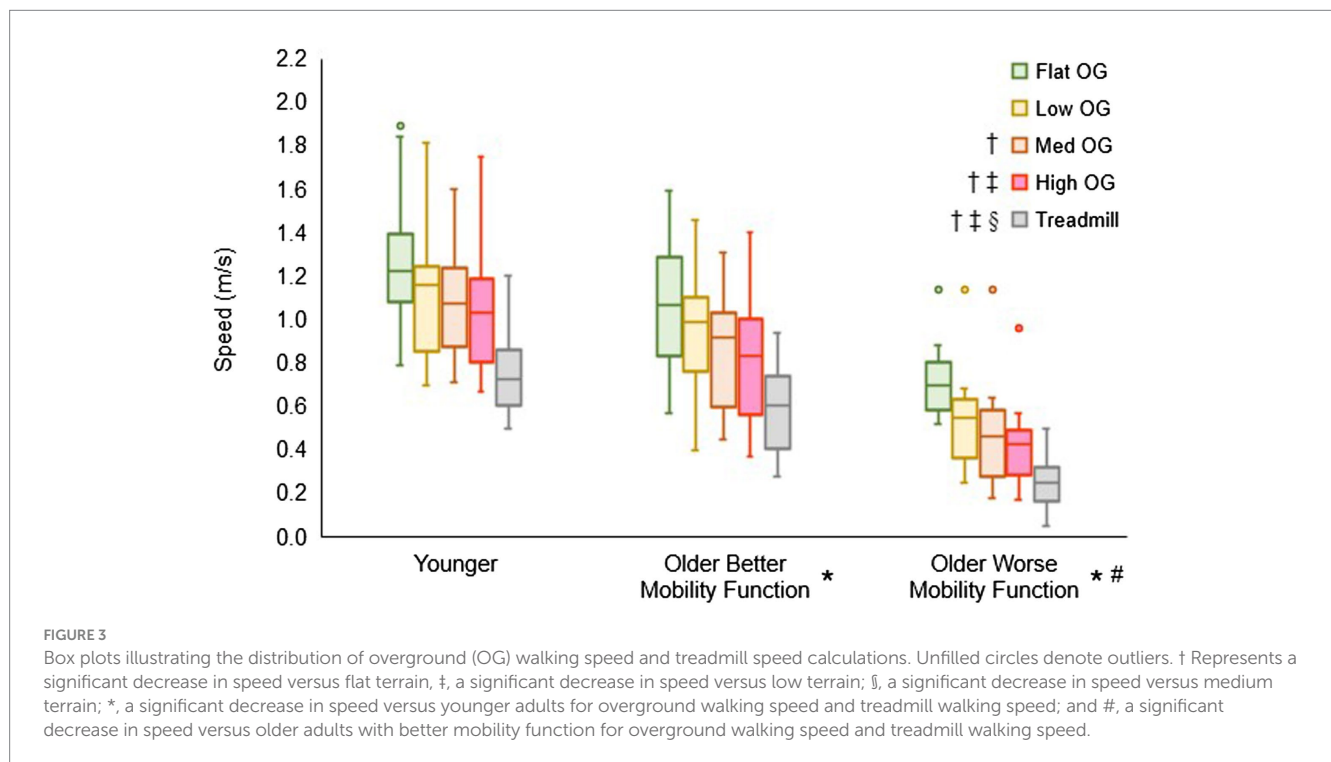 2.2
2.0
1.8
1.6
1.4
1.2
1.0
0.8
0.6
0.4
0.2
0.0
Speed (m/s)
Flat OG
Low OG
† Med OG
† ‡ High OG
† ‡ § Treadmill
Younger
Older Better
Mobility Function *
Older Worse
Mobility Function * #
FIGURE 3
Box plots illustrating the distribution of overground (OG) walking speed and treadmill speed calculations. Unfilled circles denote outliers. † Represents a
significant decrease in speed versus flat terrain, ‡, a significant decrease in speed versus low terrain; §, a significant decrease in speed versus medium
terrain; *, a significant decrease in speed versus younger adults for overground walking speed and treadmill walking speed; and #, a significant
decrease in speed versus older adults with better mobility function for overground walking speed and treadmill walking speed.